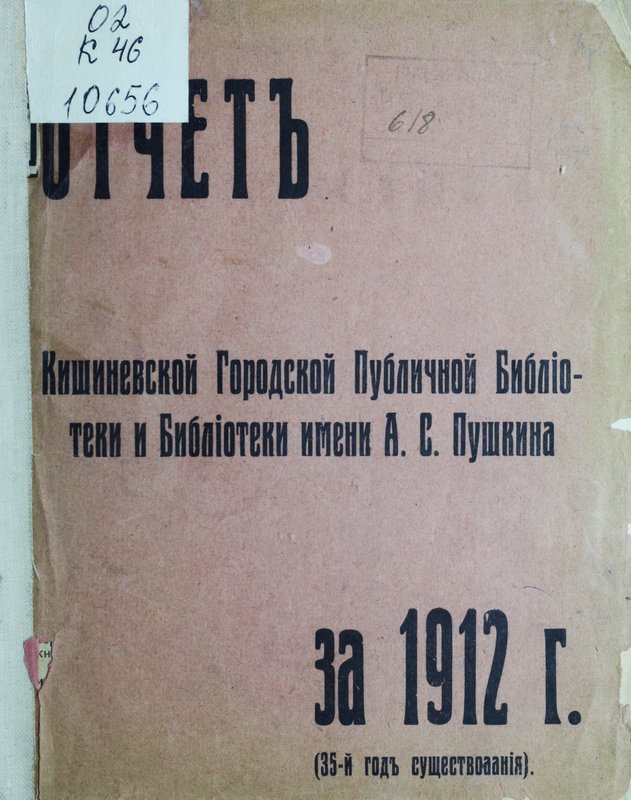 02
К 46
10656
618
ОТЧЕТЪ
Кишиневской Городской Публичной Библіо-
теки и Библіотеки имени А. С. Пушкина
за 1912 г.
(35-й годъ существоаанія).